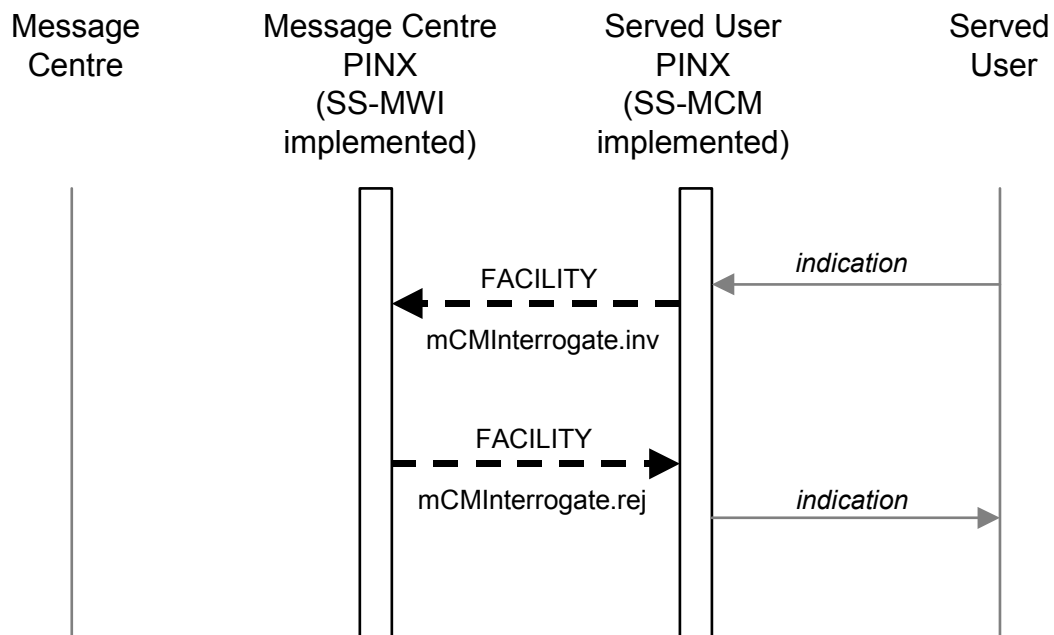 Message
Centre
Message Centre
PINX
(SS-MWI
implemented)
Served User
PINX
(SS-MCM
implemented)
Served
User
indication
FACILITY
mCMInterrogate.inv
FACILITY
mCMInterrogate.rej
indication